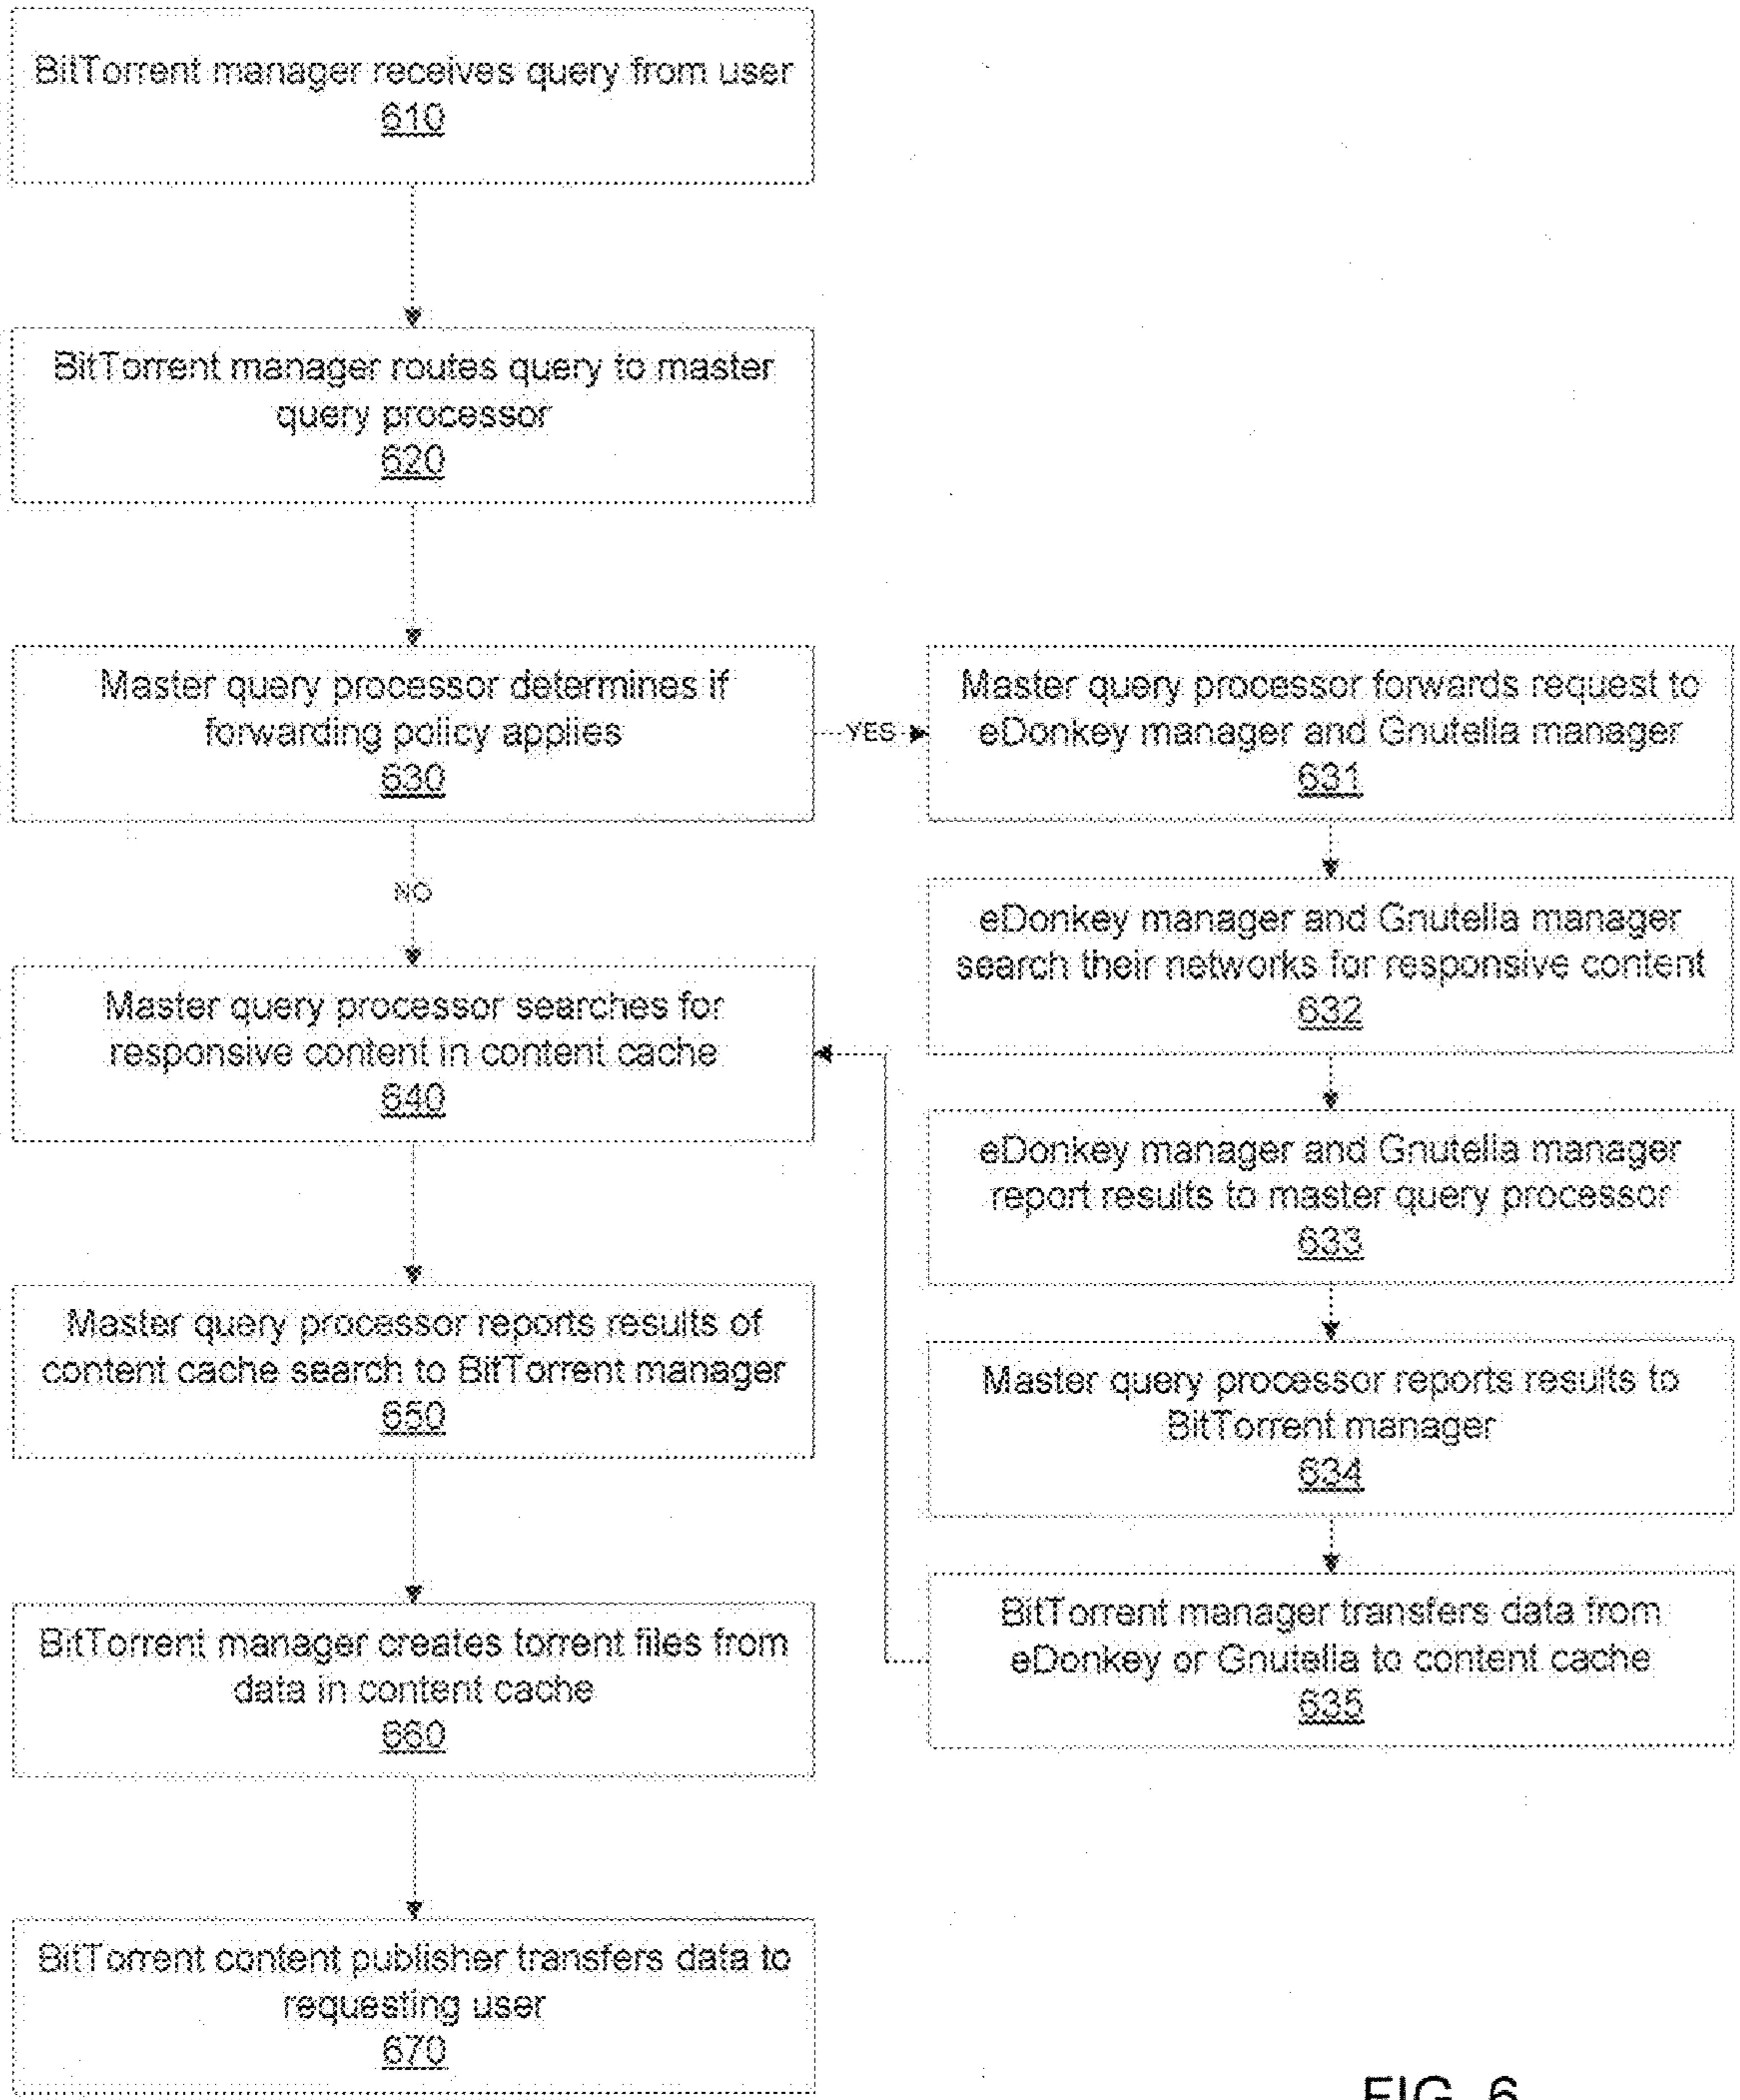 BitTorrent manager receives query from user
610
BitTorrent manager routes query to master
query processor
620
Master query processor determines if
forwarding policy applies
630
YES
NO
Master query processor forwards request to
eDonkey manager and Gnutella manager
631
eDonkey manager and Gnutella manager
search their networks for responsive content
632
eDonkey manager and Gnutella manager
report results to master query processor
633
Master query processor reports results to
BitTorrent manager
634
BitTorrent manager transfers data from
eDonkey or Gnutella to content cache
635
Master query processor searches for
responsive content in content cache
640
Master query processor reports results of
content cache search to BitTorrent manager
650
BitTorrent manager creates torrent files from
data in content cache
660
BitTorrent content publisher transfers data to
requesting user
670
FIG. 6